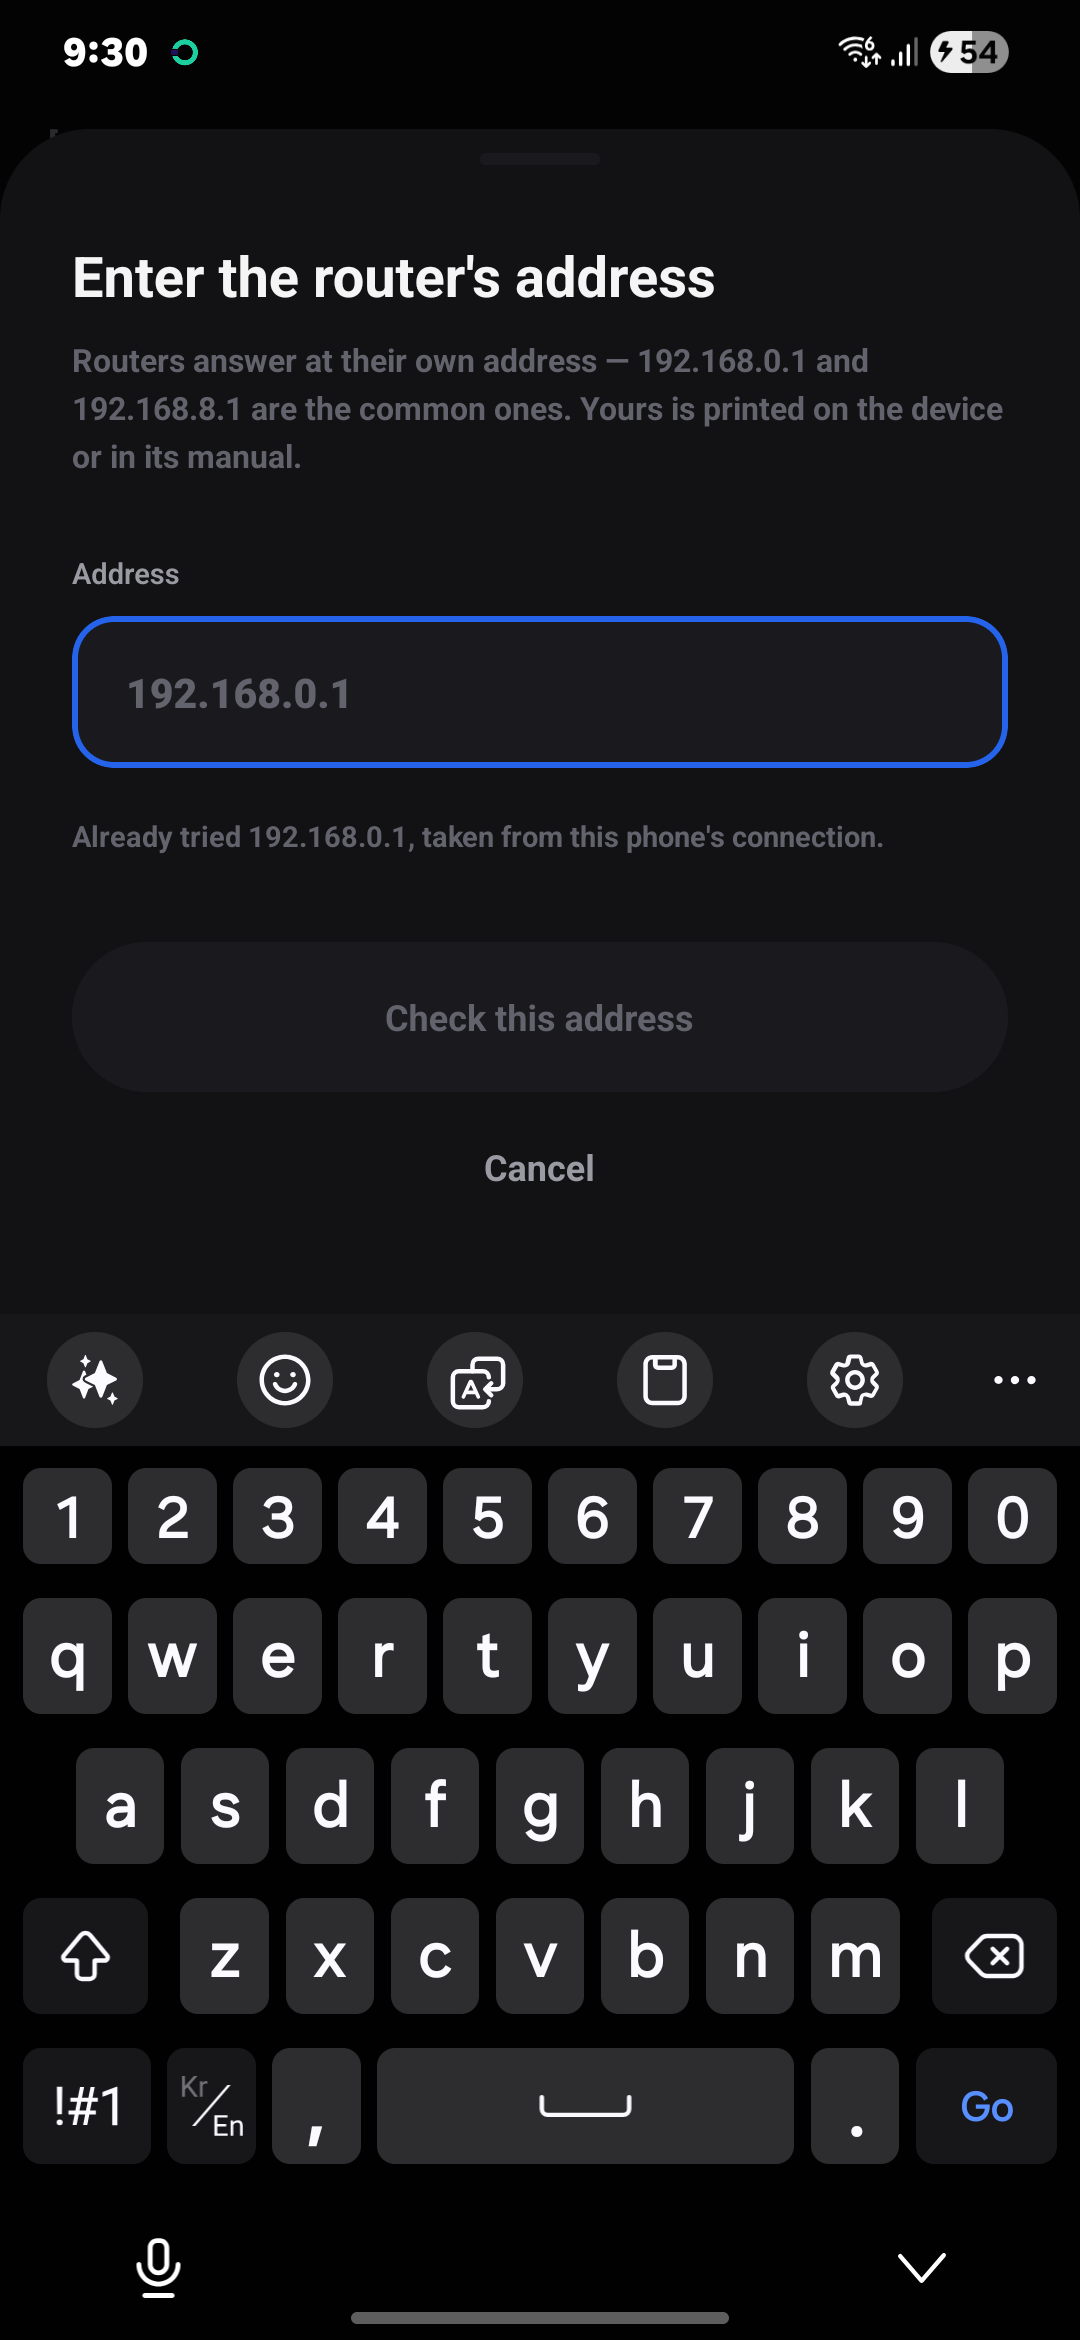 9:30
6
54
Enter the router's address
Routers answer at their own address — 192.168.0.1 and
192.168.8.1 are the common ones. Yours is printed on the device
or in its manual.
Address
192.168.0.1
Already tried 192.168.0.1, taken from this phone's connection.
Check this address
Cancel
A
1 2 3 4 5 6 7 8 9 0
q w e r t y u i o p
a s d f g h j k l
z x c v b n m
!#1 Kr/En , . Go